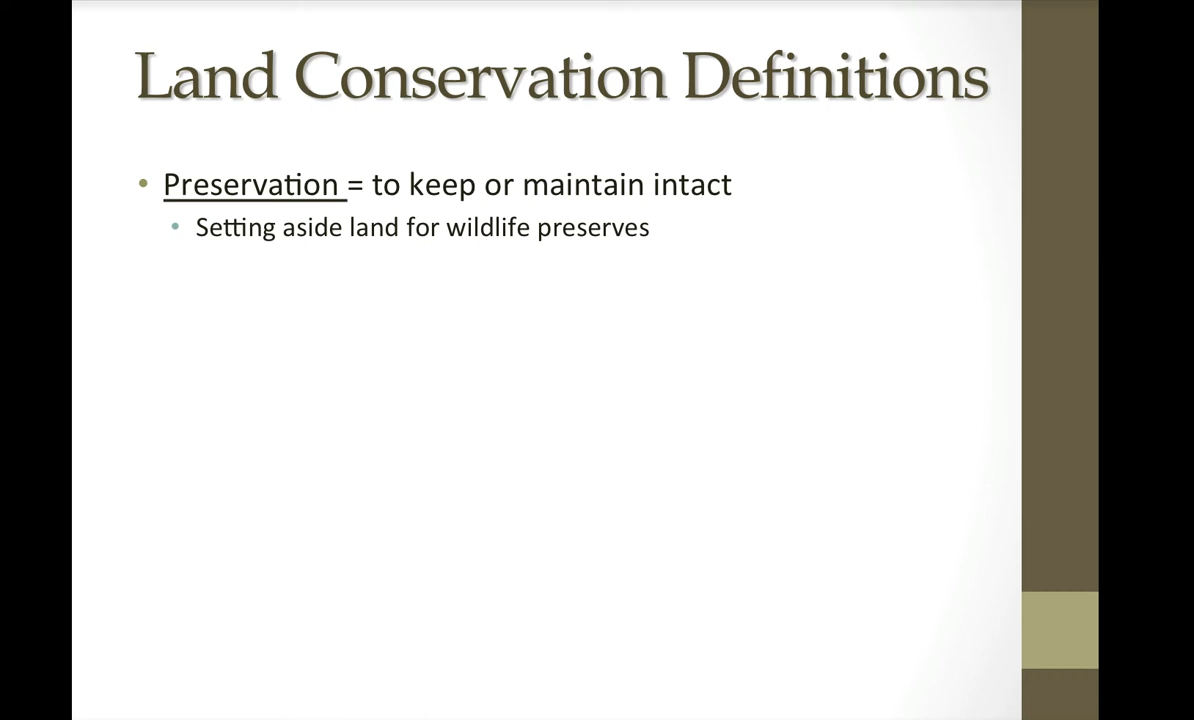 Land Conservation Definitions
• Preservation = to keep or maintain intact
• Setting aside land for wildlife preserves